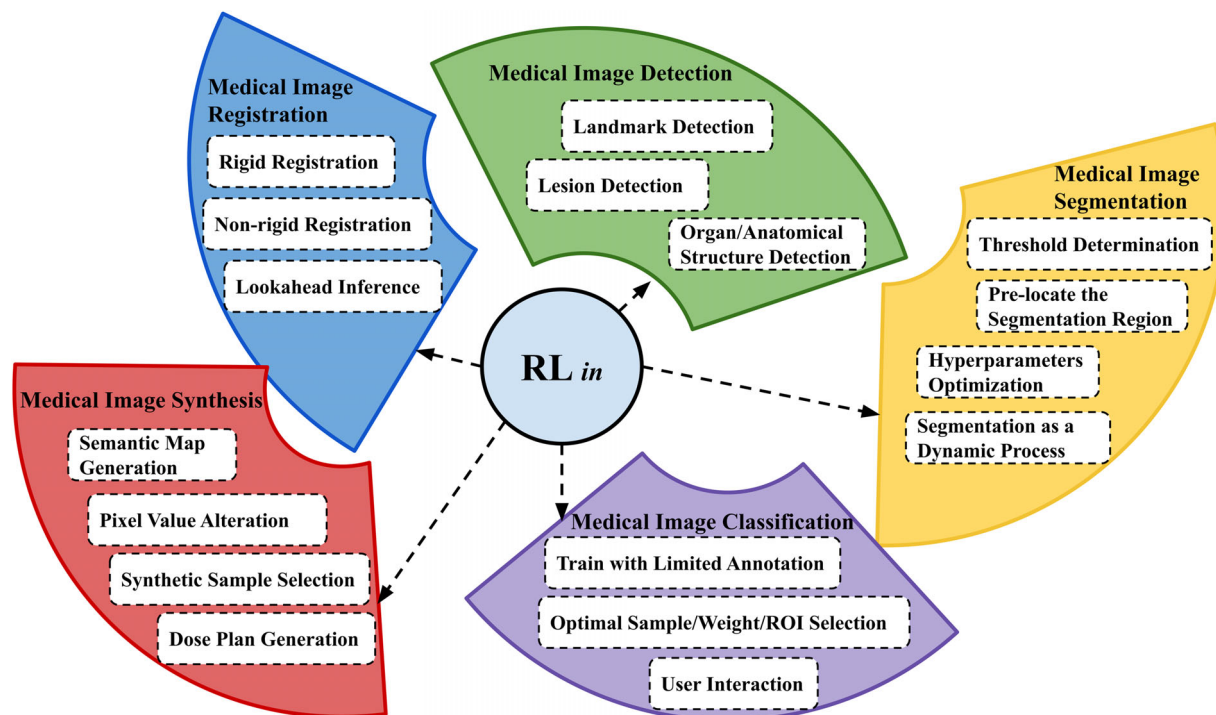 Medical Image
Registration
Rigid Registration
Non-rigid Registration
Lookahead Inference
Medical Image Detection
Landmark Detection
Lesion Detection
Organ/Anatomical
Structure Detection
Medical Image
Segmentation
Threshold Determination
Pre-locate the
Segmentation Region
Hyperparameters
Optimization
Segmentation as a
Dynamic Process
RL in
Medical Image Synthesis
Semantic Map
Generation
Pixel Value Alteration
Synthetic Sample Selection
Dose Plan Generation
Medical Image Classification
Train with Limited Annotation
Optimal Sample/Weight/ROI Selection
User Interaction